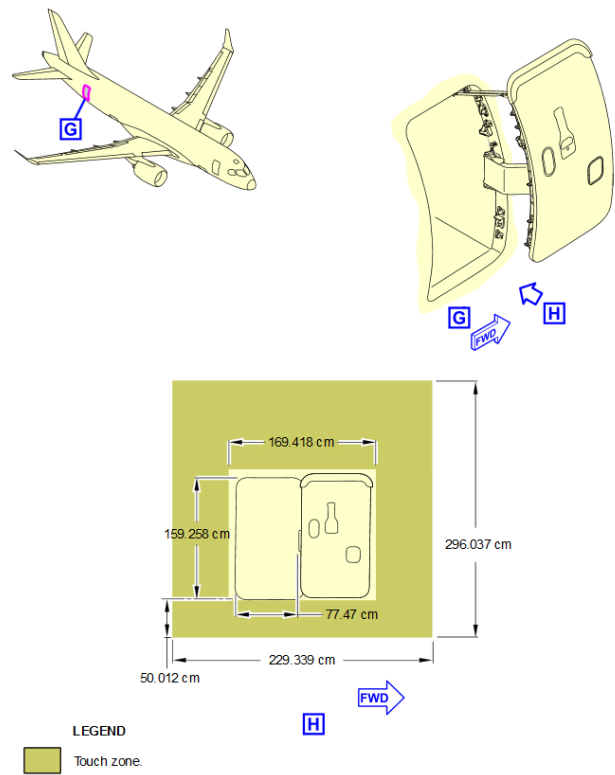 G
G
H
FWD
169.418 cm
159.258 cm
296.037 cm
77.47 cm
229.339 cm
50.012 cm
FWD
H
LEGEND
Touch zone.